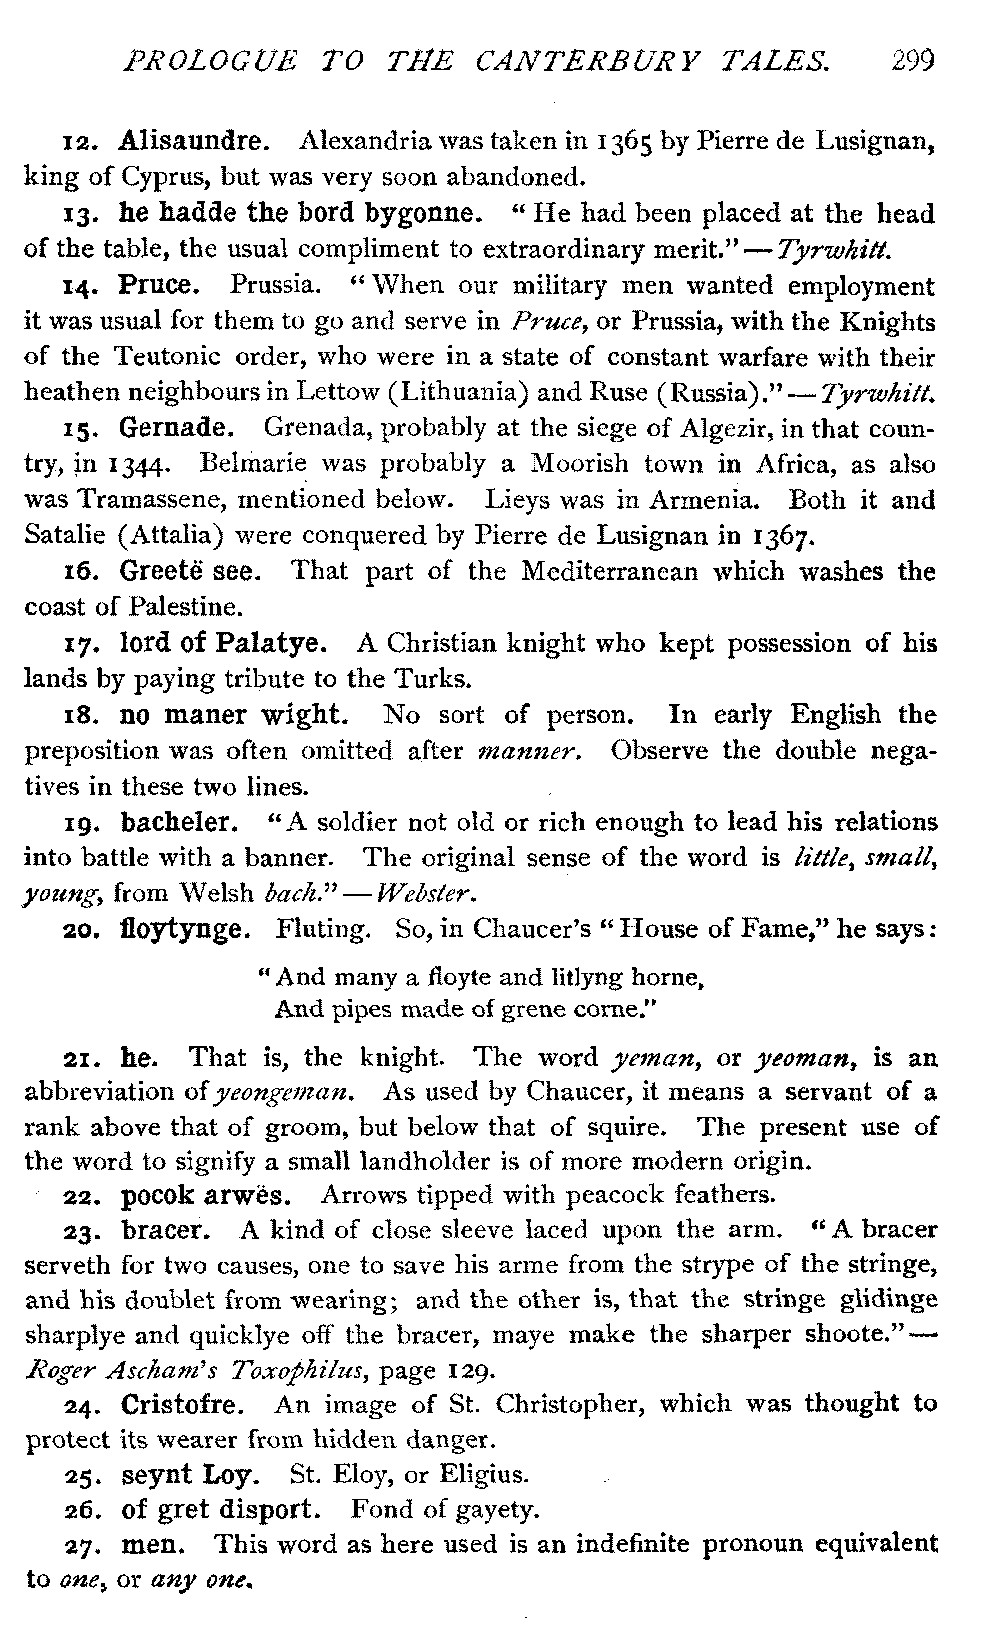 PROLOGUE TO THE CANTERBURY TALES. 299
12. Alisaundre. Alexandria was taken in 1365 by Pierre de Lusignan,
king of Cyprus, but was very soon abandoned.
13. he hadde the bord bygonne. "He had been placed at the head
of the table, the usual compliment to extraordinary merit."—Tyrwhitt.
14. Pruce. Prussia. "When our military men wanted employment
it was usual for them to go and serve in Pruce, or Prussia, with the Knights
of the Teutonic order, who were in a state of constant warfare with their
heathen neighbours in Lettow (Lithuania) and Ruse (Russia)."—Tyrwhitt.
15. Gernade. Grenada, probably at the siege of Algezir, in that coun-
try, in 1344. Belmarie was probably a Moorish town in Africa, as also
was Tramassene, mentioned below. Lieys was in Armenia. Both it and
Satalie (Attalia) were conquered by Pierre de Lusignan in 1367.
16. Greetë see. That part of the Mediterranean which washes the
coast of Palestine.
17. lord of Palatye. A Christian knight who kept possession of his
lands by paying tribute to the Turks.
18. no maner wight. No sort of person. In early English the
preposition was often omitted after manner. Observe the double nega-
tives in these two lines.
19. bacheler. "A soldier not old or rich enough to lead his relations
into battle with a banner. The original sense of the word is little, small,
young, from Welsh bach."—Webster.
20. floytynge. Fluting. So, in Chaucer's "House of Fame," he says:
"And many a floyte and litlyng horne,
And pipes made of grene corne."
21. he. That is, the knight. The word yeman, or yeoman, is an
abbreviation of yeongeman. As used by Chaucer, it means a servant of a
rank above that of groom, but below that of squire. The present use of
the word to signify a small landholder is of more modern origin.
22. pocok arwës. Arrows tipped with peacock feathers.
23. bracer. A kind of close sleeve laced upon the arm. "A bracer
serveth for two causes, one to save his arme from the strype of the stringe,
and his doublet from wearing; and the other is, that the stringe glidinge
sharplye and quicklye off the bracer, maye make the sharper shoote."—
Roger Ascham's Toxophilus, page 129.
24. Cristofre. An image of St. Christopher, which was thought to
protect its wearer from hidden danger.
25. seynt Loy. St. Eloy, or Eligius.
26. of gret disport. Fond of gayety.
27. men. This word as here used is an indefinite pronoun equivalent
to one, or any one.